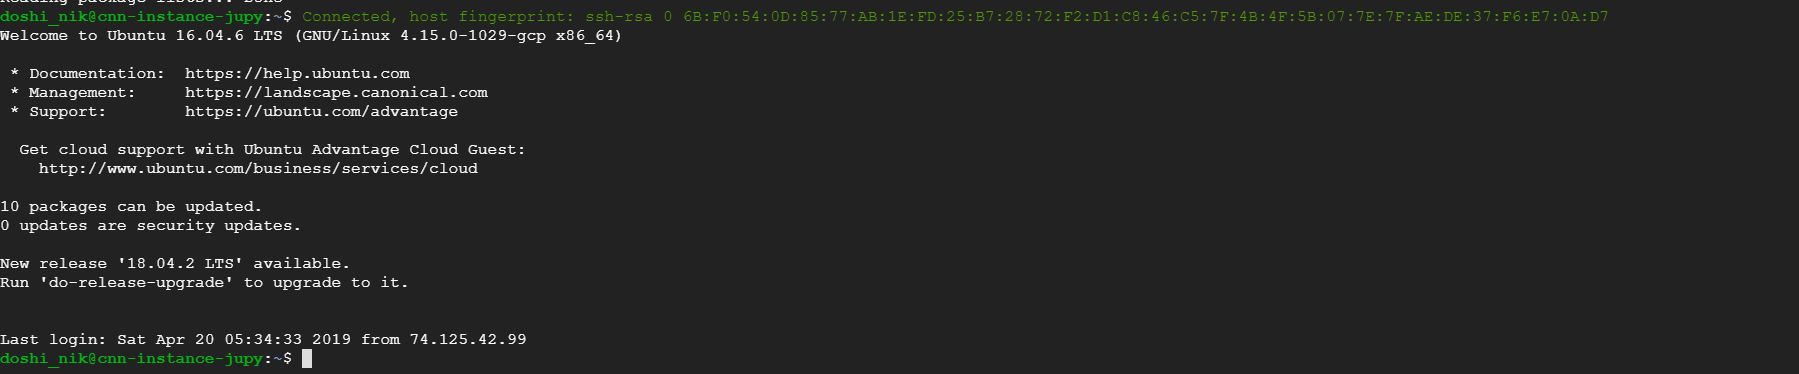 Reading package lists... Done
doshi_nik@cnn-instance-jupy:~$ Connected, host fingerprint: ssh-rsa 0 6B:F0:54:0D:85:77:AB:1E:FD:25:B7:28:72:F2:D1:C8:46:C5:7F:4B:4F:5B:07:7E:7F:AE:DE:37:F6:E7:0A:D7
Welcome to Ubuntu 16.04.6 LTS (GNU/Linux 4.15.0-1029-gcp x86_64)
* Documentation:  https://help.ubuntu.com
* Management:     https://landscape.canonical.com
* Support:        https://ubuntu.com/advantage
Get cloud support with Ubuntu Advantage Cloud Guest:
http://www.ubuntu.com/business/services/cloud
10 packages can be updated.
0 updates are security updates.
New release '18.04.2 LTS' available.
Run 'do-release-upgrade' to upgrade to it.
Last login: Sat Apr 20 05:34:33 2019 from 74.125.42.99
doshi_nik@cnn-instance-jupy:~$